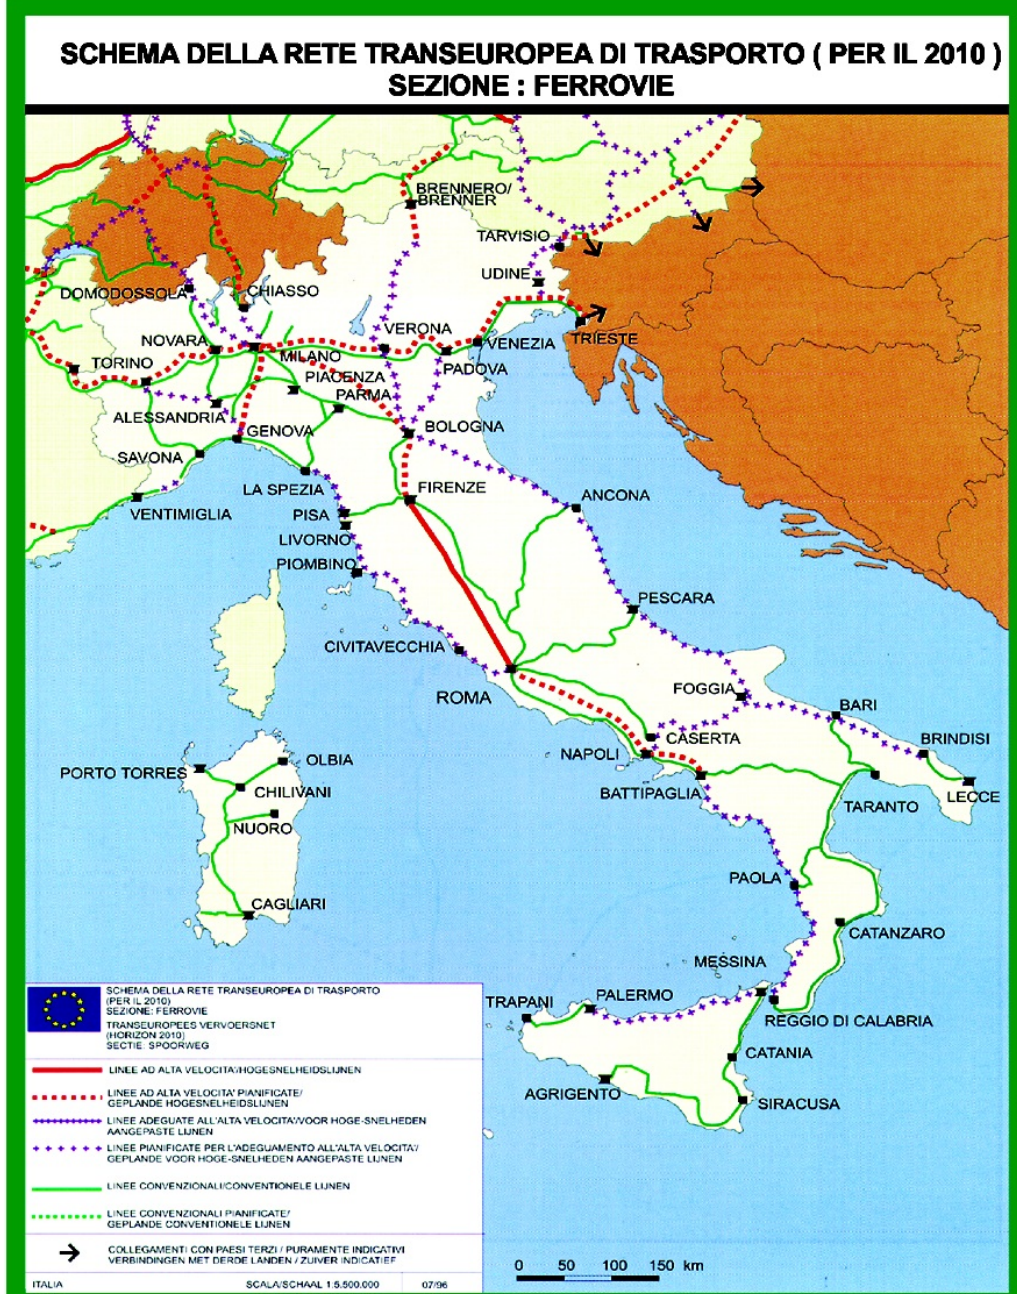 SCHEMA DELLA RETE TRANSEUROPEA DI TRASPORTO ( PER IL 2010 )
SEZIONE : FERROVIE
BRENNERO/
BRENNER
TARVISIO
UDINE
DOMODOSSOLA
CHIASSO
NOVARA
VERONA
VENEZIA
TRIESTE
TORINO
MILANO
PADOVA
PIACENZA
PARMA
ALESSANDRIA
GENOVA
BOLOGNA
SAVONA
LA SPEZIA
FIRENZE
ANCONA
VENTIMIGLIA
PISA
LIVORNO
PIOMBINO
PESCARA
CIVITAVECCHIA
ROMA
FOGGIA
BARI
CASERTA
BRINDISI
NAPOLI
OLBIA
PORTO TORRES
CHILIVANI
BATTIPAGLIA
TARANTO
LECCE
NUORO
PAOLA
CAGLIARI
CATANZARO
MESSINA
TRAPANI
PALERMO
REGGIO DI CALABRIA
CATANIA
AGRIGENTO
SIRACUSA
SCHEMA DELLA RETE TRANSEUROPEA DI TRASPORTO
(PER IL 2010)
SEZIONE: FERROVIE
TRANSEUROPEES VERVOERSNET
(HORIZON 2010)
SECTIE: SPOORWEG
LINEE AD ALTA VELOCITA'/HOGESNELHEIDSLIJNEN
LINEE AD ALTA VELOCITA' PIANIFICATE/
GEPLANDE HOGESNELHEIDSLIJNEN
LINEE ADEGUATE ALL'ALTA VELOCITA'/VOOR HOGE-SNELHEDEN
AANGEPASTE LIJNEN
LINEE PIANIFICATE PER L'ADEGUAMENTO ALL'ALTA VELOCITA'/
GEPLANDE VOOR HOGE-SNELHEDEN AANGEPASTE LIJNEN
LINEE CONVENZIONALI/CONVENTIONELE LIJNEN
LINEE CONVENZIONALI PIANIFICATE/
GEPLANDE CONVENTIONELE LIJNEN
COLLEGAMENTI CON PAESI TERZI / PURAMENTE INDICATIVI
VERBINDINGEN MET DERDE LANDEN / ZUIVER INDICATIEF
ITALIA SCALA/SCHAAL 1:5.500.000 07/96
0 50 100 150 km